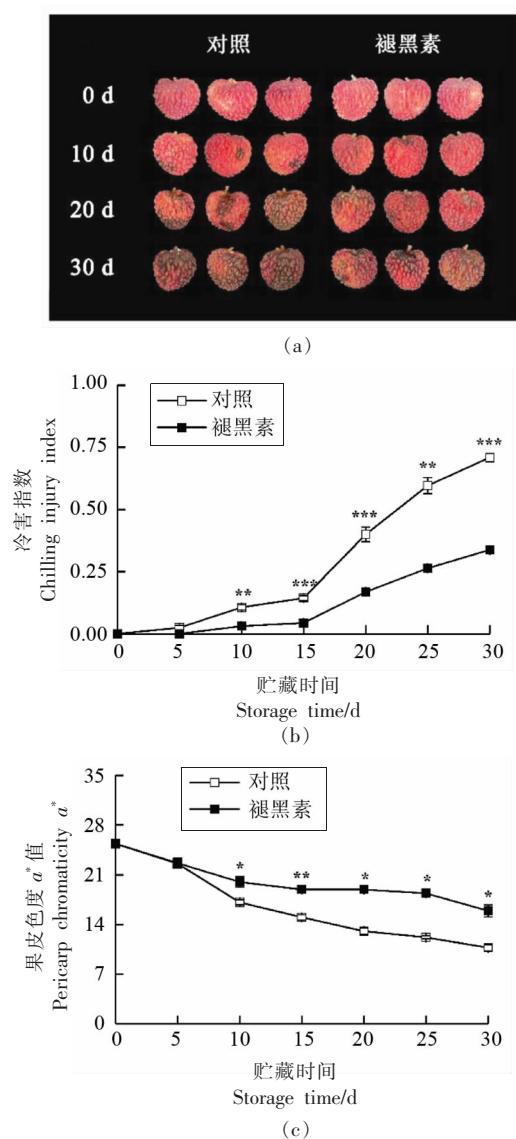 对照 褪黑素
0 d
10 d
20 d
30 d
(a)
1.00
0.75
0.50
0.25
0.00
对照
褪黑素
** *** *** ** ***
冷害指数
Chilling injury index
0 5 10 15 20 25 30
贮藏时间
Storage time/d
(b)
35
28
21
14
7
0
对照
褪黑素
* ** * * *
果皮色度a*值
Pericarp chromaticity a*
0 5 10 15 20 25 30
贮藏时间
Storage time/d
(c)